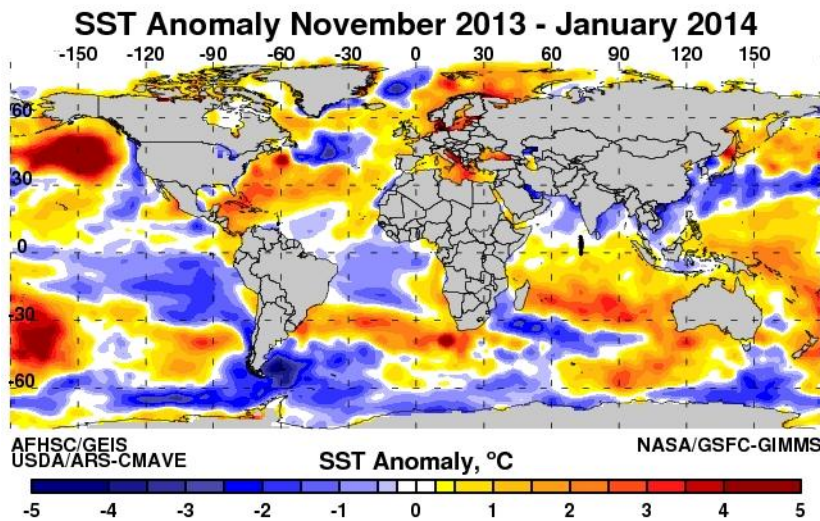 SST Anomaly November 2013 - January 2014
-150 -120 -90 -60 -30 0 30 60 90 120 150
60
30
0
-30
-60
AFHSC/GEIS NASA/GSFC-GIMMS
USDA/ARS-CMAVE SST Anomaly, ºC
-5 -4 -3 -2 -1 0 1 2 3 4 5